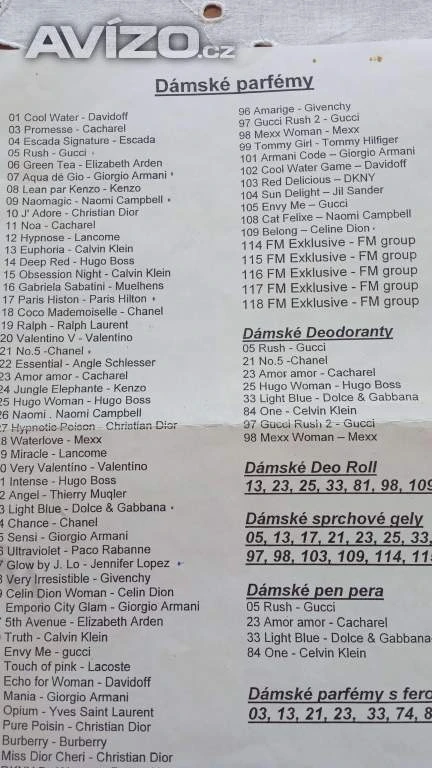 AVÍZO.cz
Dámské parfémy
01 Cool Water - Davidoff
03 Promesse - Cacharel
04 Escada Signature - Escada
05 Rush - Gucci
06 Green Tea - Elizabeth Arden
07 Aqua dé Gio - Giorgio Armani
08 Lean par Kenzo - Kenzo
09 Naomagic - Naomi Campbell
10 J' Adore - Christian Dior
11 Noa - Cacharel
12 Hypnose - Lancome
13 Euphoria - Calvin Klein
14 Deep Red - Hugo Boss
15 Obsession Night - Calvin Klein
16 Gabriela Sabatini - Muelhens
17 Paris Histon - Paris Hilton
18 Coco Mademoiselle - Chanel
19 Ralph - Ralph Laurent
20 Valentino V - Valentino
21 No.5 -Chanel
22 Essential - Angle Schlesser
23 Amor amor - Cacharel
24 Jungle Elephante - Kenzo
25 Hugo Woman - Hugo Boss
26 Naomi . Naomi Campbell
27 Hypnotic Poison - Christian Dior
8 Waterlove - Mexx
9 Miracle - Lancome
0 Very Valentino - Valentino
1 Intense - Hugo Boss
2 Angel - Thierry Mugler
3 Light Blue - Dolce & Gabbana
4 Chance - Chanel
5 Sensi - Giorgio Armani
6 Ultraviolet - Paco Rabanne
7 Glow by J. Lo - Jennifer Lopez
8 Very Irresistible - Givenchy
9 Celin Dion Woman - Celin Dion
Emporio City Glam - Giorgio Armani
5th Avenue - Elizabeth Arden
Truth - Calvin Klein
Envy Me - gucci
Touch of pink - Lacoste
Echo for Woman - Davidoff
Mania - Giorgio Armani
Opium - Yves Saint Laurent
Pure Poisin - Christian Dior
Burberry - Burberry
Miss Dior Cheri - Christian Dior
96 Amarige - Givenchy
97 Gucci Rush 2 - Gucci
98 Mexx Woman - Mexx
99 Tommy Girl - Tommy Hilfiger
101 Armani Code – Giorgio Armani
102 Cool Water Game – Davidoff
103 Red Delicious – DKNY
104 Sun Delight – Jil Sander
105 Envy Me – Gucci
108 Cat Felixe – Naomi Campbell
109 Belong – Celine Dion
114 FM Exklusive - FM group
115 FM Exklusive - FM group
116 FM Exklusive - FM group
117 FM Exklusive - FM group
118 FM Exklusive - FM group
Dámské Deodoranty
05 Rush - Gucci
21 No.5 -Chanel
23 Amor amor - Cacharel
25 Hugo Woman - Hugo Boss
33 Light Blue - Dolce & Gabbana
84 One - Celvin Klein
97 Gucci Rush 2 - Gucci
98 Mexx Woman – Mexx
Dámské Deo Roll
13, 23, 25, 33, 81, 98, 109
Dámské sprchové gely
05, 13, 17, 21, 23, 25, 33,
97, 98, 103, 109, 114, 115
Dámské pen pera
05 Rush - Gucci
23 Amor amor - Cacharel
33 Light Blue - Dolce & Gabbana
84 One - Celvin Klein
Dámské parfémy s fero
03, 13, 21, 23, 33, 74, 8